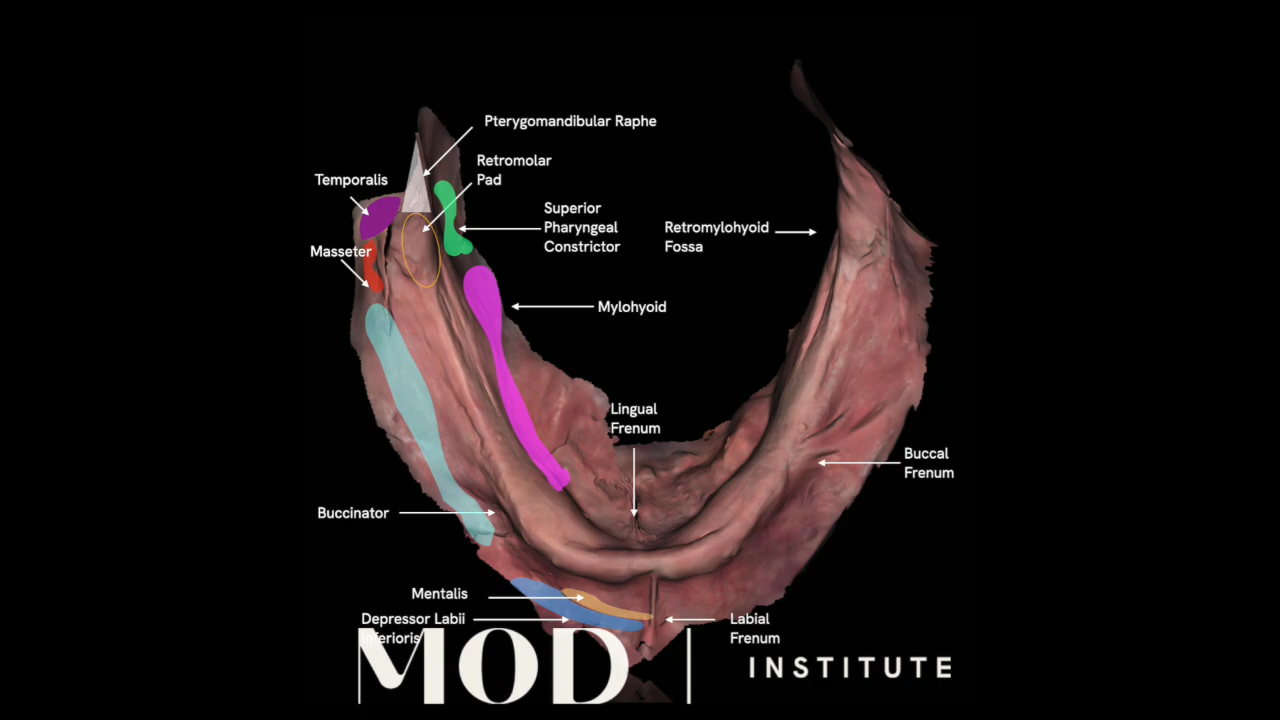 Pterygomandibular Raphe
Retromolar
Pad
Temporalis
Superior
Pharyngeal
Constrictor
Retromylohyoid
Fossa
Masseter
Mylohyoid
Lingual
Frenum
Buccal
Frenum
Buccinator
Mentalis
Depressor Labii
Inferioris
Labial
Frenum
MOD | INSTITUTE